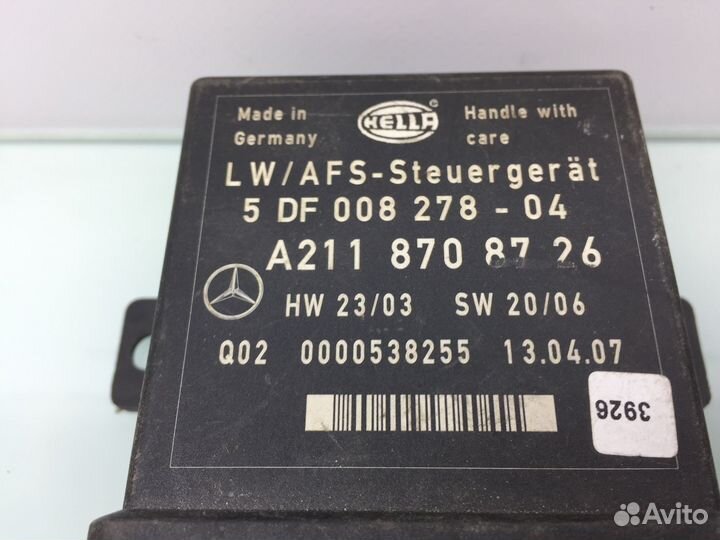 Made in
Germany
HELLA
©
Handle with
care
LW/AFS-Steuergerät
5 DF 008 278 - 04
A211 870 87 26
HW 23/03 SW 20/06
Q02 0000538255 13.04.07
3926
Avito